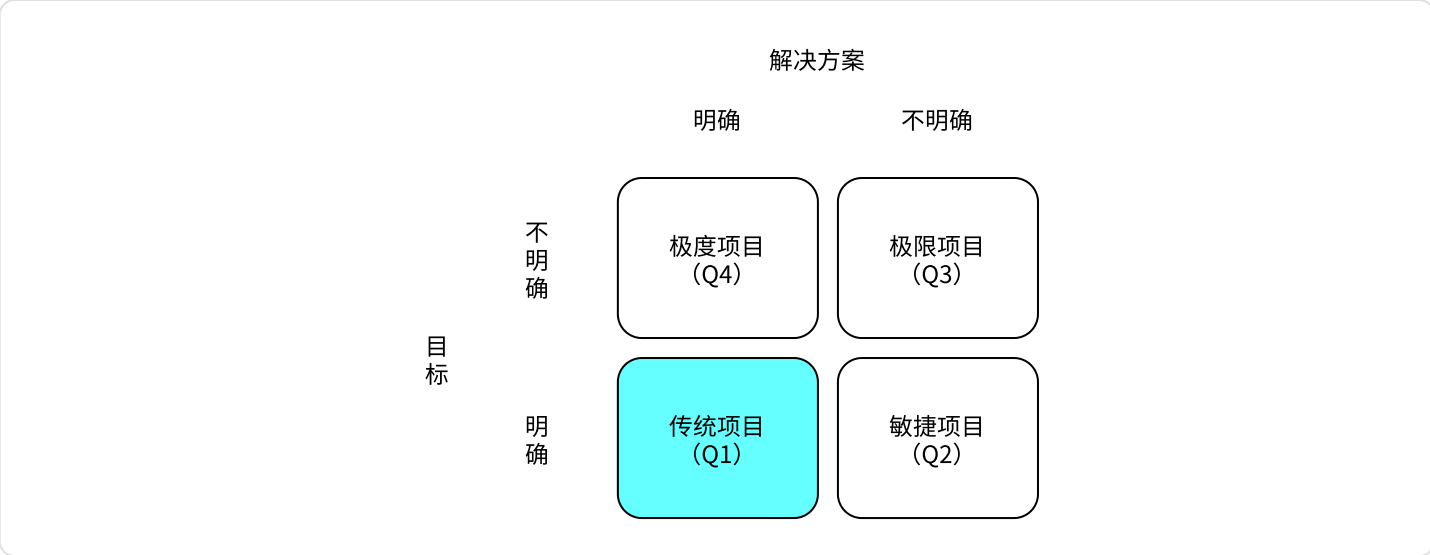 解决方案
明确
不明确
不
明
确
极度项目
（Q4）
极限项目
（Q3）
目
标
明
确
传统项目
（Q1）
敏捷项目
（Q2）